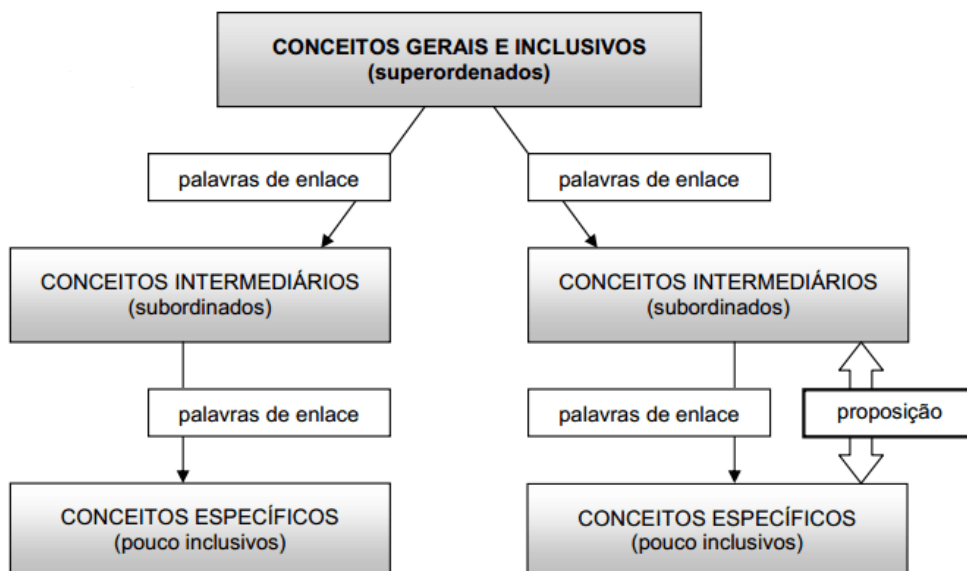 CONCEITOS GERAIS E INCLUSIVOS
(superordenados)
palavras de enlace
palavras de enlace
CONCEITOS INTERMEDIÁRIOS
(subordinados)
CONCEITOS INTERMEDIÁRIOS
(subordinados)
palavras de enlace
palavras de enlace
proposição
CONCEITOS ESPECÍFICOS
(pouco inclusivos)
CONCEITOS ESPECÍFICOS
(pouco inclusivos)